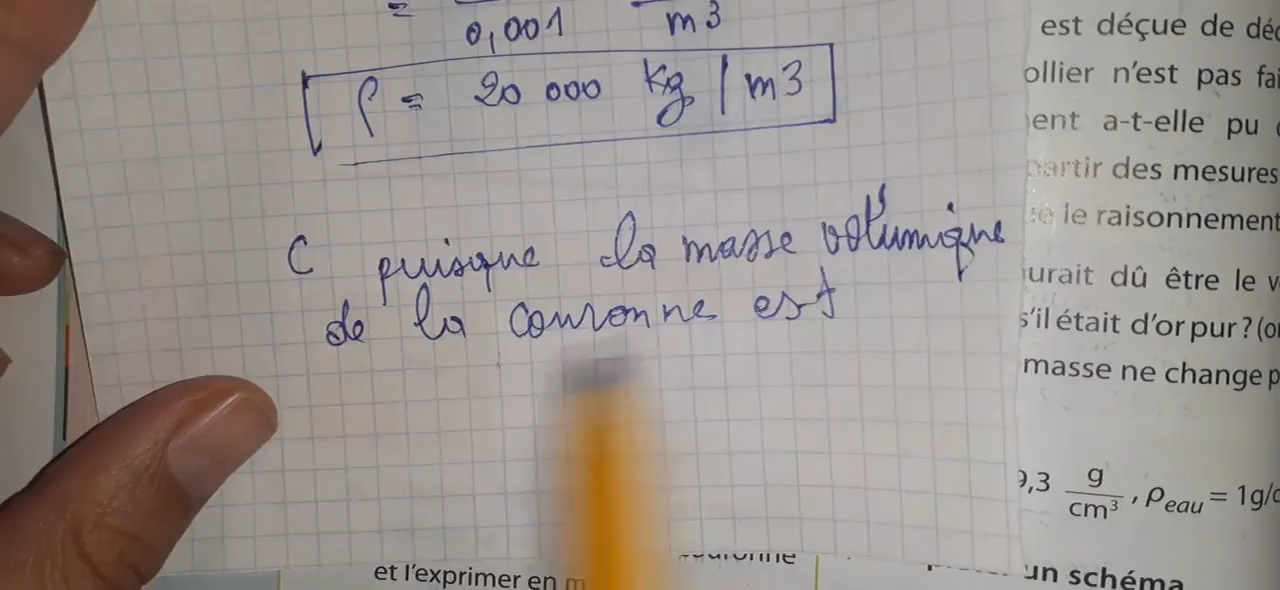 =
0,001 m3
ρ = 20 000 kg / m3
C puisque la masse volumique
de la couronne est
est déçue de
ollier n'est pas
ent a-t-elle pu
partir des mesures
le raisonnement
urait dû être le
s'il était d'or pur ?
masse ne change
9,3 g/cm³, ρeau = 1g/
un schéma
et l'exprimer en